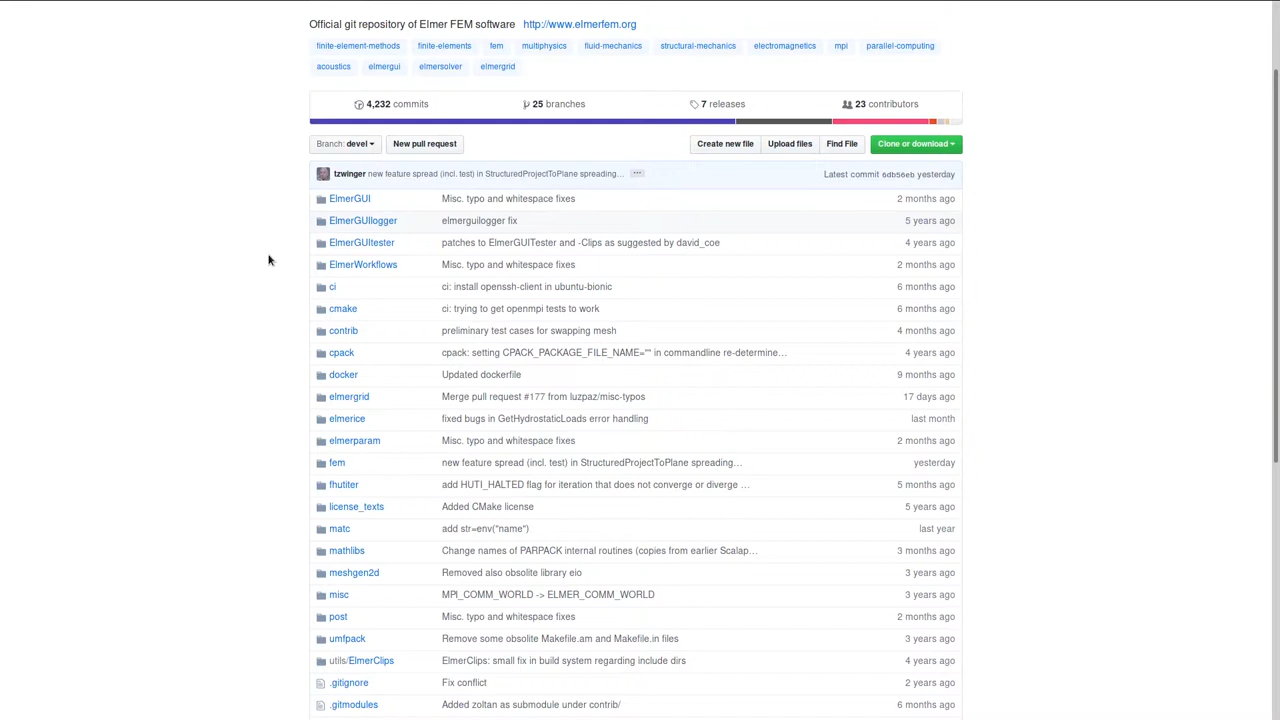 Official git repository of Elmer FEM software http://www.elmerfem.org
finite-element-methods finite-elements fem multiphysics fluid-mechanics structural-mechanics electromagnetics mpi parallel-computing
acoustics elmergui elmersolver elmergrid
4,232 commits 25 branches 7 releases 23 contributors
Branch: devel New pull request Create new file Upload files Find File Clone or download
tzwinger new feature spread (incl. test) in StructuredProjectToPlane spreading… Latest commit 6db56eb yesterday
ElmerGUI Misc. typo and whitespace fixes 2 months ago
ElmerGUIlogger elmerguilogger fix 5 years ago
ElmerGUItester patches to ElmerGUITester and -Clips as suggested by david_coe 4 years ago
ElmerWorkflows Misc. typo and whitespace fixes 2 months ago
ci ci: install openssh-client in ubuntu-bionic 6 months ago
cmake ci: trying to get openmpi tests to work 6 months ago
contrib preliminary test cases for swapping mesh 4 months ago
cpack cpack: setting CPACK_PACKAGE_FILE_NAME="" in commandline re-determine… 4 years ago
docker Updated dockerfile 9 months ago
elmergrid Merge pull request #177 from luzpaz/misc-typos 17 days ago
elmerice fixed bugs in GetHydrostaticLoads error handling last month
elmerparam Misc. typo and whitespace fixes 2 months ago
fem new feature spread (incl. test) in StructuredProjectToPlane spreading… yesterday
fhutiter add HUTI_HALTED flag for iteration that does not converge or diverge … 5 months ago
license_texts Added CMake license 5 years ago
matc add str=env("name") last year
mathlibs Change names of PARPACK internal routines (copies from earlier Scalap… 3 months ago
meshgen2d Removed also obsolete library eio 3 years ago
misc MPI_COMM_WORLD -> ELMER_COMM_WORLD 3 years ago
post Misc. typo and whitespace fixes 2 months ago
umfpack Remove some obsolete Makefile.am and Makefile.in files 3 years ago
utils/ElmerClips ElmerClips: small fix in build system regarding include dirs 4 years ago
.gitignore Fix conflict 2 years ago
.gitmodules Added zoltan as submodule under contrib/ 6 months ago